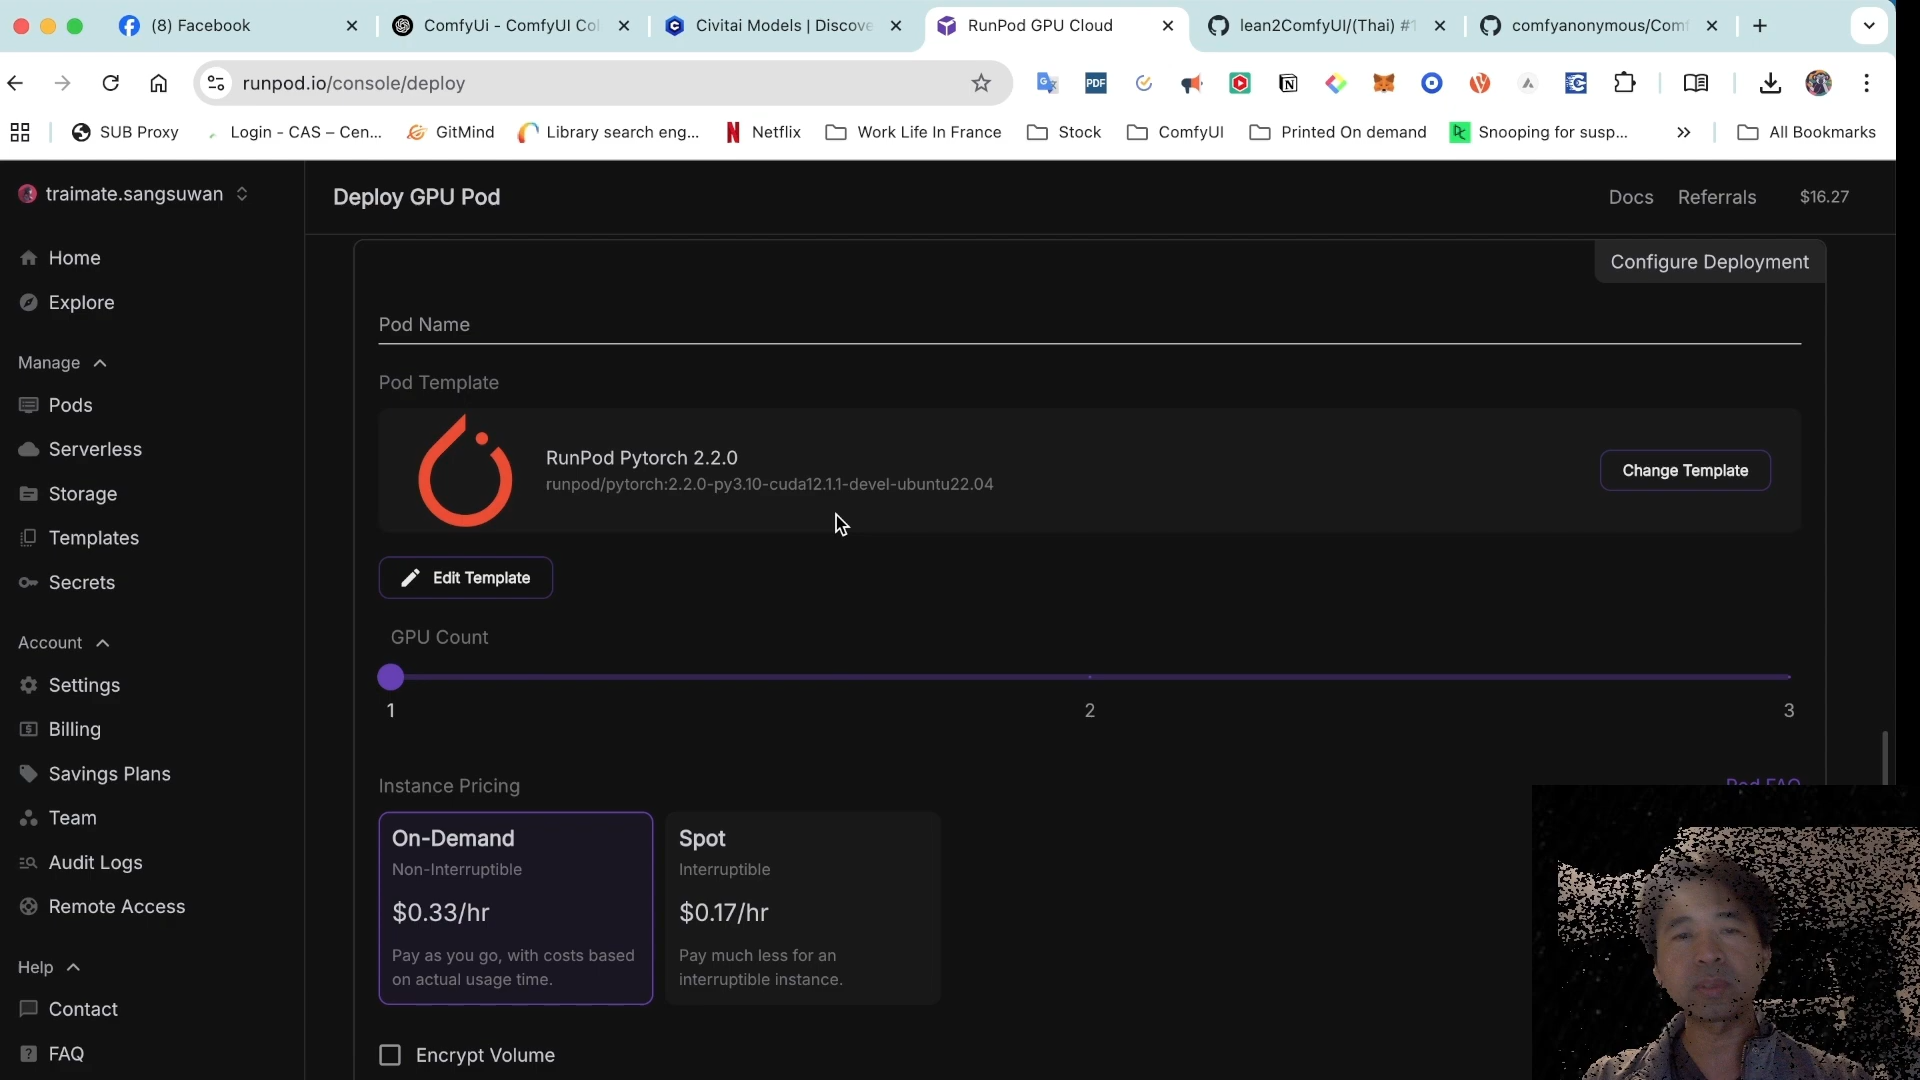 (8) Facebook
ComfyUi - ComfyUI Co
Civitai Models | Discove
RunPod GPU Cloud
lean2ComfyUI/(Thai) #1
comfyanonymous/Com
runpod.io/console/deploy
PDF
SUB Proxy
Login - CAS – Cen...
GitMind
Library search eng...
Netflix
Work Life In France
Stock
ComfyUI
Printed On demand
Snooping for susp...
All Bookmarks
traimate.sangsuwan
Deploy GPU Pod
Docs
Referrals
$16.27
Home
Explore
Manage
Pods
Serverless
Storage
Templates
Secrets
Account
Settings
Billing
Savings Plans
Team
Audit Logs
Remote Access
Help
Contact
FAQ
Configure Deployment
Pod Name
Pod Template
RunPod Pytorch 2.2.0
runpod/pytorch:2.2.0-py3.10-cuda12.1.1-devel-ubuntu22.04
Change Template
Edit Template
GPU Count
1
2
3
Instance Pricing
Pod FAQ
On-Demand
Non-Interruptible
$0.33/hr
Pay as you go, with costs based
on actual usage time.
Spot
Interruptible
$0.17/hr
Pay much less for an
interruptible instance.
Encrypt Volume